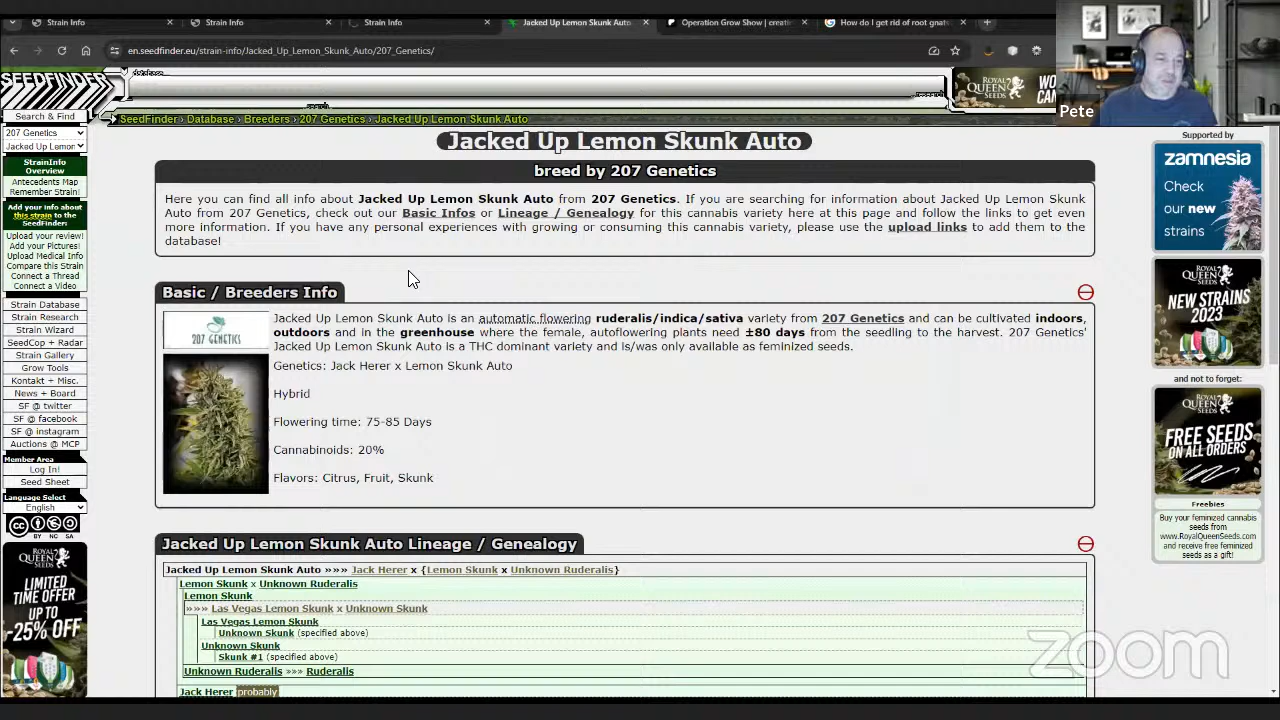 Strain Info
Strain Info
Strain Info
Jacked Up Lemon Skunk Auto
Operation Grow Show | creati
How do I get rid of root gnat
en.seedfinder.eu/strain-info/Jacked_Up_Lemon_Skunk_Auto/207_Genetics/
SEEDFINDER
database
search
ROYAL QUEEN SEEDS
Pete
Search & Find
207 Genetics
Jacked Up Lemon
StrainInfo
Overview
Antecedents Map
Remember Strain!
Add your info about
this strain to the
SeedFinder:
Upload your review!
Add your Pictures!
Upload Medical Info
Compare this Strain
Connect a Thread
Connect a Video
Strain Database
Strain Research
Strain Wizard
SeedCop + Radar
Strain Gallery
Grow Tools
Kontakt + Misc.
News + Board
SF @ twitter
SF @ facebook
SF @ instagram
Auctions @ MCP
Member Area
Log In!
Seed Sheet
Language Select
English
cc
BY NC SA
ROYAL QUEEN SEEDS
LIMITED
TIME OFFER
UP TO
-25% OFF
SeedFinder › Database › Breeders › 207 Genetics › Jacked Up Lemon Skunk Auto
Jacked Up Lemon Skunk Auto
breed by 207 Genetics
Here you can find all info about Jacked Up Lemon Skunk Auto from 207 Genetics. If you are searching for information about Jacked Up Lemon Skunk
Auto from 207 Genetics, check out our Basic Infos or Lineage / Genealogy for this cannabis variety here at this page and follow the links to get even
more information. If you have any personal experiences with growing or consuming this cannabis variety, please use the upload links to add them to the
database!
Basic / Breeders Info
207 GENETICS
Jacked Up Lemon Skunk Auto is an automatic flowering ruderalis/indica/sativa variety from 207 Genetics and can be cultivated indoors,
outdoors and in the greenhouse where the female, autoflowering plants need ±80 days from the seedling to the harvest. 207 Genetics'
Jacked Up Lemon Skunk Auto is a THC dominant variety and is/was only available as feminized seeds.
Genetics: Jack Herer x Lemon Skunk Auto
Hybrid
Flowering time: 75-85 Days
Cannabinoids: 20%
Flavors: Citrus, Fruit, Skunk
Jacked Up Lemon Skunk Auto Lineage / Genealogy
Jacked Up Lemon Skunk Auto »»» Jack Herer x {Lemon Skunk x Unknown Ruderalis}
Lemon Skunk x Unknown Ruderalis
Lemon Skunk
»»» Las Vegas Lemon Skunk x Unknown Skunk
Las Vegas Lemon Skunk
Unknown Skunk (specified above)
Unknown Skunk
Skunk #1 (specified above)
Unknown Ruderalis »»» Ruderalis
Jack Herer probably
Supported by
zamnesia
Check
our new
strains
ROYAL QUEEN SEEDS
NEW STRAINS
2023
and not to forget:
ROYAL QUEEN SEEDS
FREE SEEDS
ON ALL ORDERS
Freebies
Buy your feminized cannabis
seeds from
www.RoyalQueenSeeds.com
and receive free feminized
seeds as a gift!
zoom